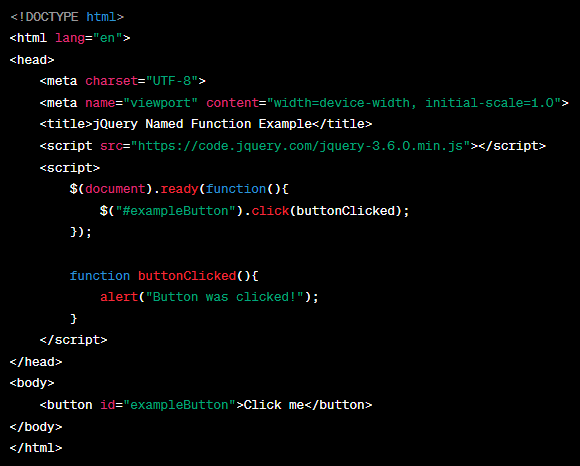 <!DOCTYPE html>
<html lang="en">
<head>
    <meta charset="UTF-8">
    <meta name="viewport" content="width=device-width, initial-scale=1.0">
    <title>jQuery Named Function Example</title>
    <script src="https://code.jquery.com/jquery-3.6.0.min.js"></script>
    <script>
        $(document).ready(function(){
            $("#exampleButton").click(buttonClicked);
        });

        function buttonClicked(){
            alert("Button was clicked!");
        }
    </script>
</head>
<body>
    <button id="exampleButton">Click me</button>
</body>
</html>